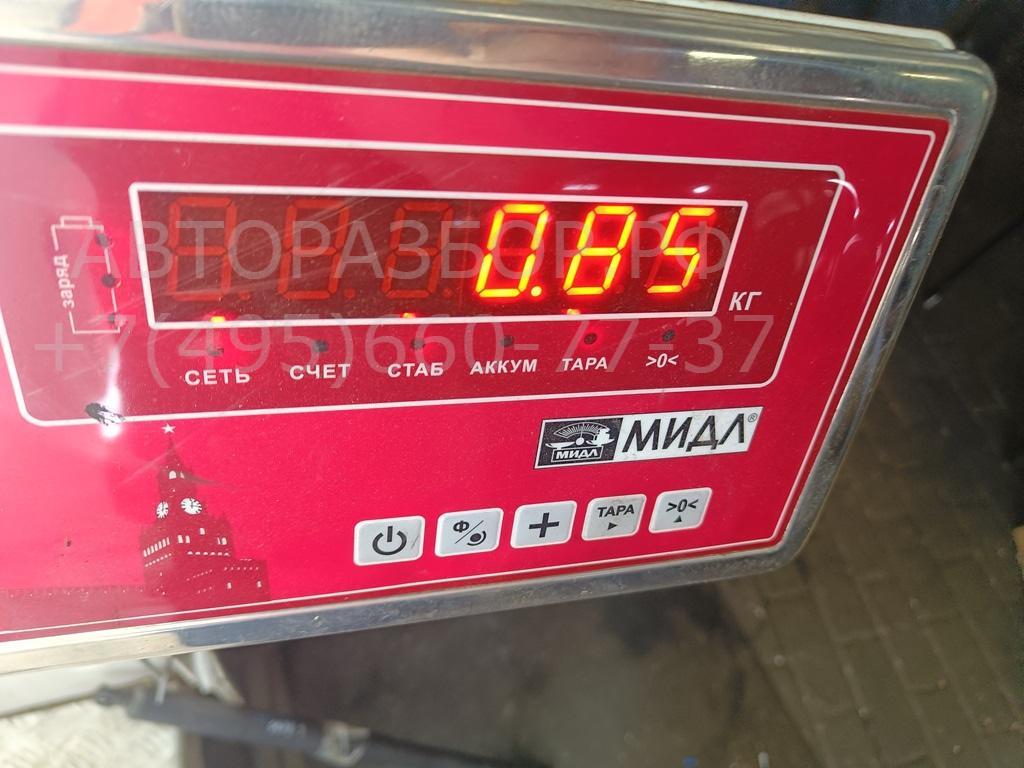 АВТОРАЗБОР.РФ
+7(495)660-77-37
заряд
0.85
КГ
СЕТЬ СЧЕТ СТАБ АККУМ ТАРА >0<
МИДЛ МИДЛ®
Ф/ + ТАРА >0<